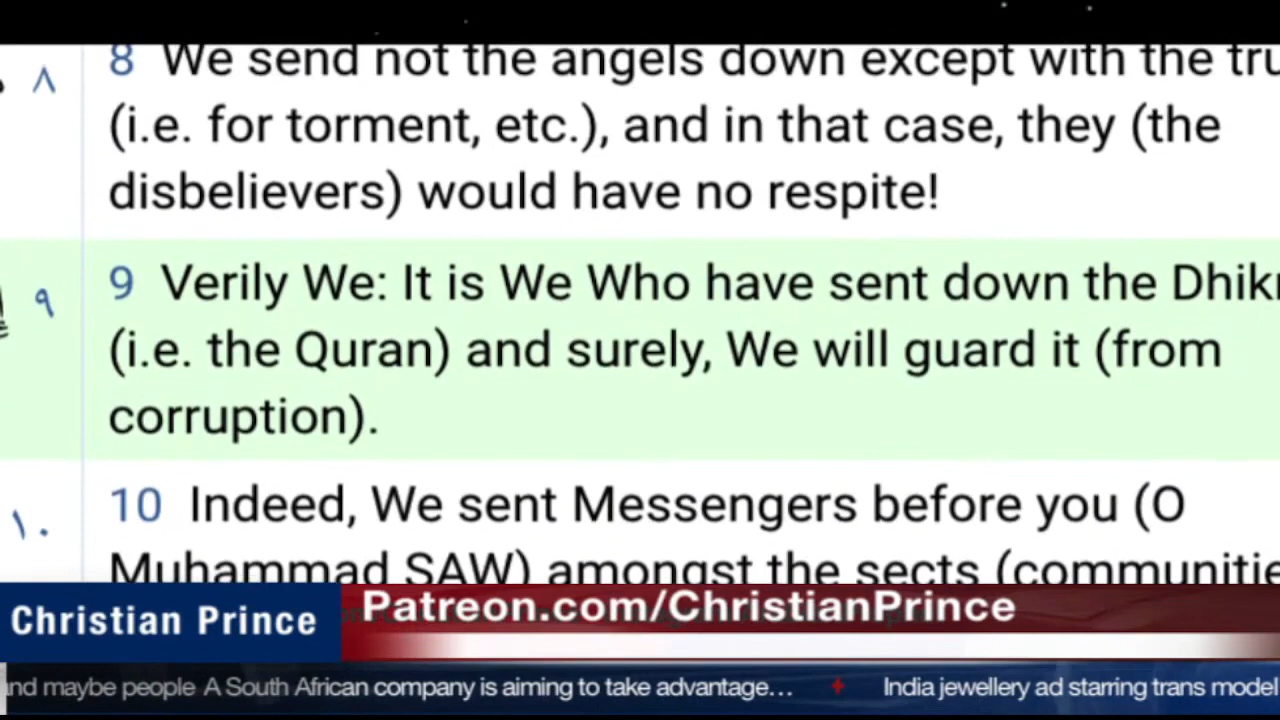 ٨ 8 We send not the angels down except with the tru
(i.e. for torment, etc.), and in that case, they (the
disbelievers) would have no respite!
٩ 9 Verily We: It is We Who have sent down the Dhikr
(i.e. the Quran) and surely, We will guard it (from
corruption).
١٠ 10 Indeed, We sent Messengers before you (O
Muhammad SAW) amongst the sects (communitie
Christian Prince
Patreon.com/ChristianPrince
nd maybe people A South African company is aiming to take advantage... + India jewellery ad starring trans model